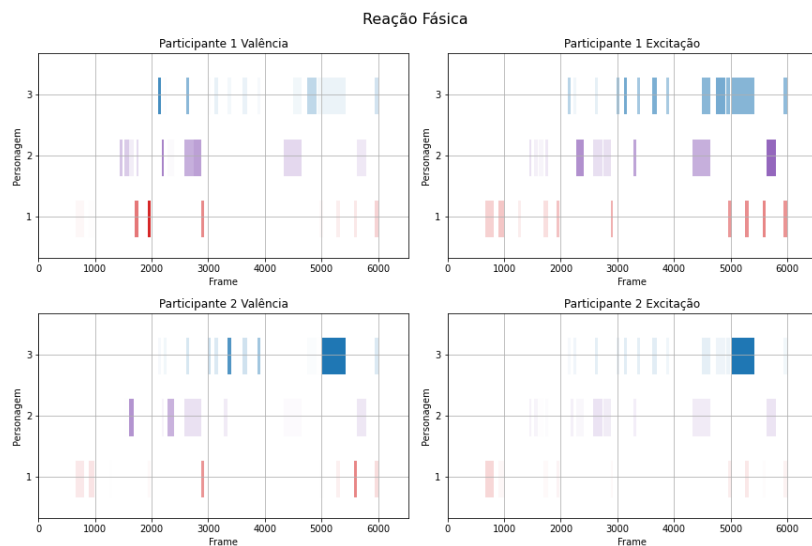 Reação Fásica
Participante 1 Valência
Personagem
3
2
1
0 1000 2000 3000 4000 5000 6000
Frame
Participante 1 Excitação
Personagem
3
2
1
0 1000 2000 3000 4000 5000 6000
Frame
Participante 2 Valência
Personagem
3
2
1
0 1000 2000 3000 4000 5000 6000
Frame
Participante 2 Excitação
Personagem
3
2
1
0 1000 2000 3000 4000 5000 6000
Frame